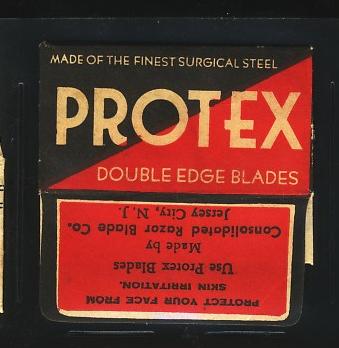 MADE OF THE FINEST SURGICAL STEEL
PROTEX
DOUBLE EDGE BLADES
PROTECT YOUR FACE FROM
SKIN IRRITATION.
Use Protex Blades
Made by
Consolidated Razor Blade Co.
Jersey City, N. J.